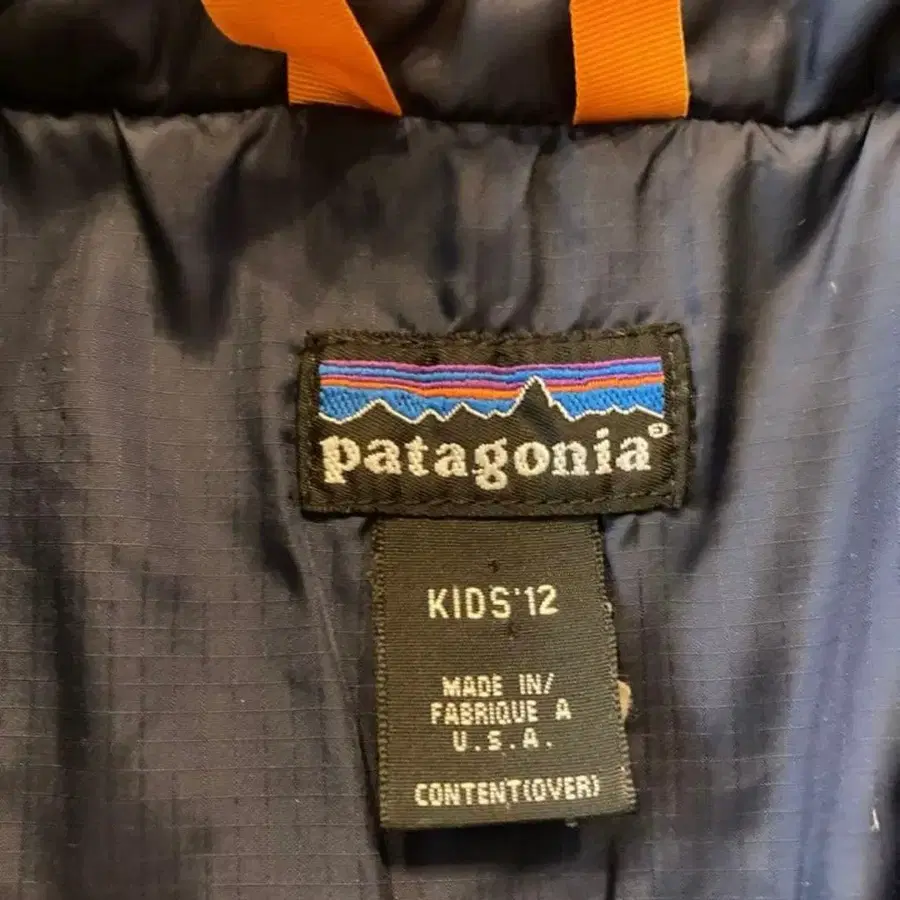 patagonia®
KIDS'12
MADE IN/
FABRIQUE A
U.S.A.
CONTENT(OVER)